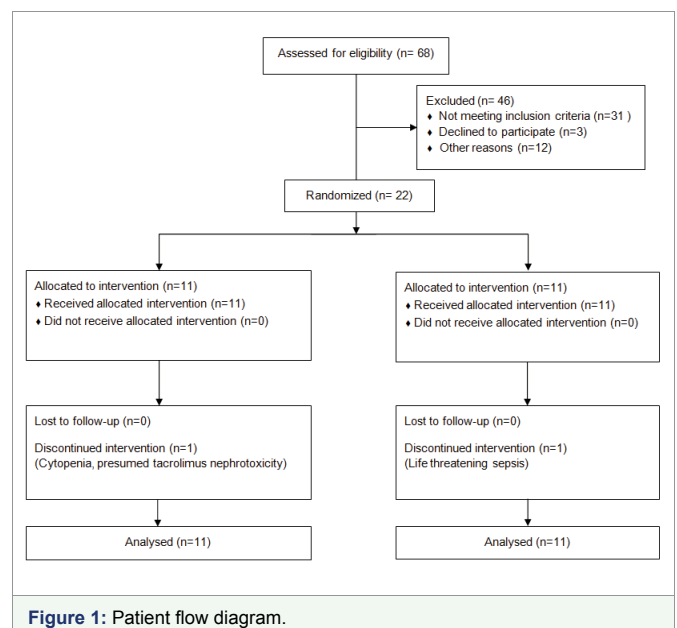 Assessed for eligibility (n= 68)
Excluded (n= 46)
♦ Not meeting inclusion criteria (n=31 )
♦ Declined to participate (n=3)
♦ Other reasons (n=12)
Randomized (n= 22)
Allocated to intervention (n=11)
♦ Received allocated intervention (n=11)
♦ Did not receive allocated intervention (n=0)
Allocated to intervention (n=11)
♦ Received allocated intervention (n=11)
♦ Did not receive allocated intervention (n=0)
Lost to follow-up (n=0)
Discontinued intervention (n=1)
(Cytopenia, presumed tacrolimus nephrotoxicity)
Lost to follow-up (n=0)
Discontinued intervention (n=1)
(Life threatening sepsis)
Analysed (n=11)
Analysed (n=11)
Figure 1: Patient flow diagram.